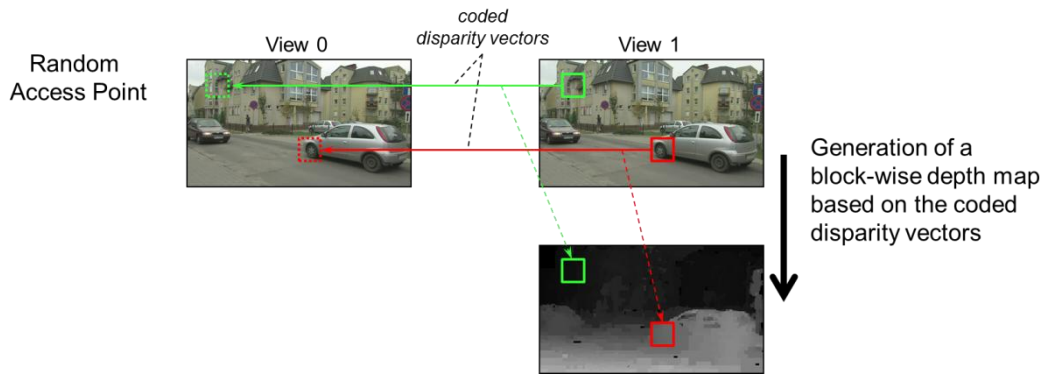 coded
disparity vectors
View 0
View 1
Random
Access Point
Generation of a
block-wise depth map
based on the coded
disparity vectors